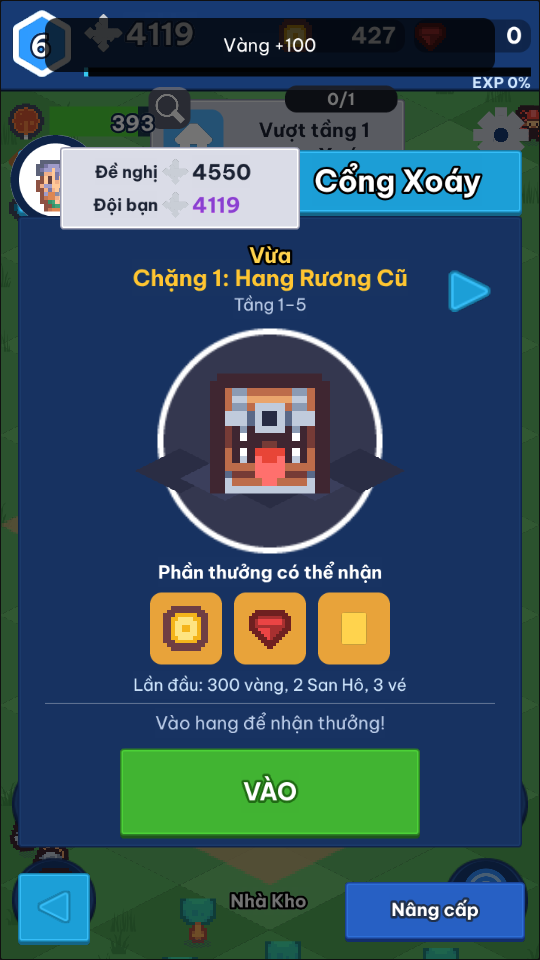 6
4119
Vàng +100
427
0
EXP 0%
393
0/1
Vượt tầng 1
Đề nghị 4550
Đội bạn 4119
Cổng Xoáy
Vừa
Chặng 1: Hang Rương Cũ
Tầng 1-5
Phần thưởng có thể nhận
Lần đầu: 300 vàng, 2 San Hô, 3 vé
Vào hang để nhận thưởng!
VÀO
Nhà Kho
Nâng cấp